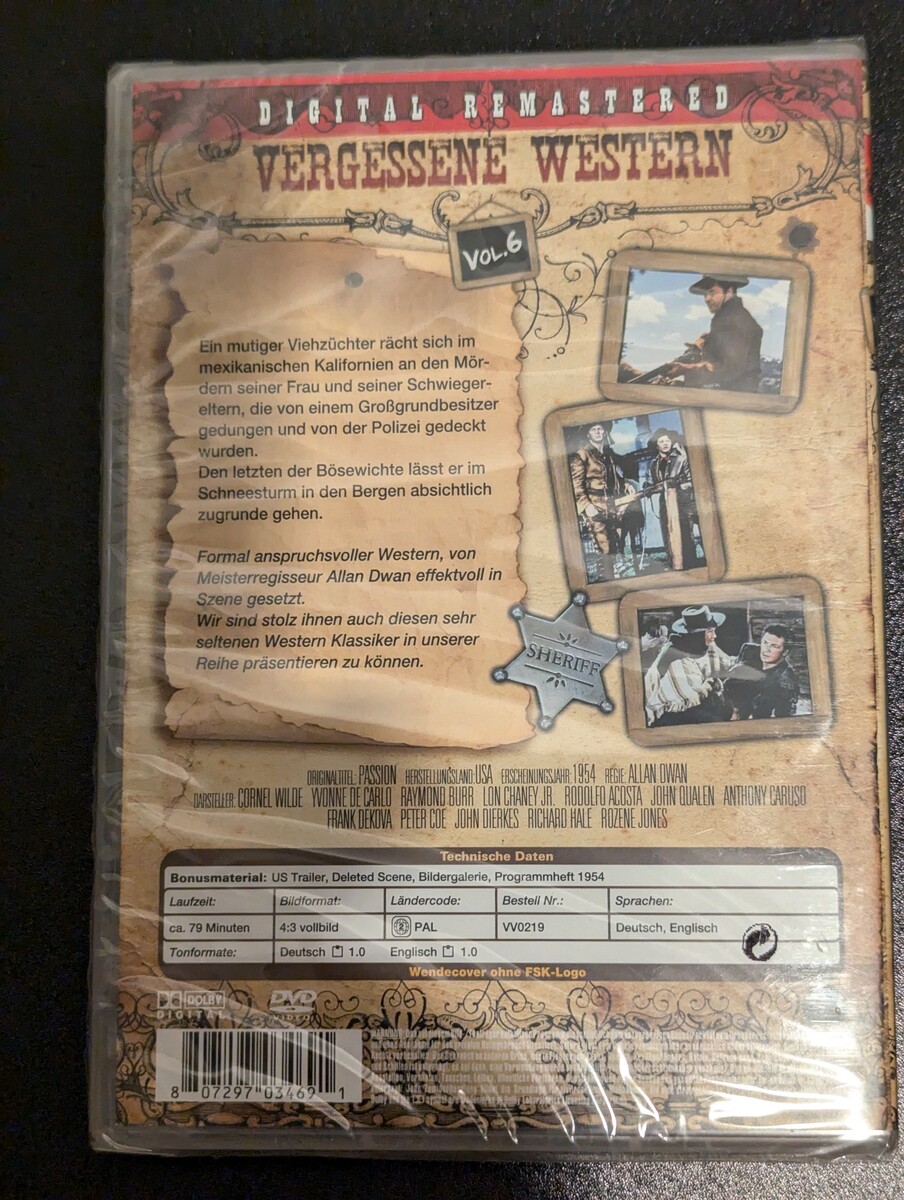 DIGITAL REMASTERED
VERGESSENE WESTERN
VOL.6
Ein mutiger Viehzüchter rächt sich im
mexikanischen Kalifornien an den Mör-
dern seiner Frau und seiner Schwieger-
eltern, die von einem Großgrundbesitzer
gedungen und von der Polizei gedeckt
wurden.
Den letzten der Bösewichte lässt er im
Schneesturm in den Bergen absichtlich
zugrunde gehen.
Formal anspruchsvoller Western, von
Meisterregisseur Allan Dwan effektvoll in
Szene gesetzt.
Wir sind stolz ihnen auch diesen sehr
seltenen Western Klassiker in unserer
Reihe präsentieren zu können.
SHERIFF
ORIGINALTITEL: PASSION HERSTELLUNGSLAND: USA ERSCHEINUNGSJAHR: 1954 REGIE: ALLAN DWAN
DARSTELLER: CORNEL WILDE YVONNE DE CARLO RAYMOND BURR LON CHANEY JR. RODOLFO ACOSTA JOHN QUALEN ANTHONY CARUSO
FRANK DEKOVA PETER COE JOHN DIERKES RICHARD HALE ROZENE JONES
Technische Daten
Bonusmaterial: US Trailer, Deleted Scene, Bildergalerie, Programmheft 1954
Laufzeit: Bildformat: Ländercode: Bestell Nr.: Sprachen:
ca. 79 Minuten 4:3 vollbild 2 PAL VV0219 Deutsch, Englisch
Tonformate: Deutsch 1.0 Englisch 1.0
Wendecover ohne FSK-Logo
DOLBY
DIGITAL
DVD
VIDEO
8 07297 03469 1